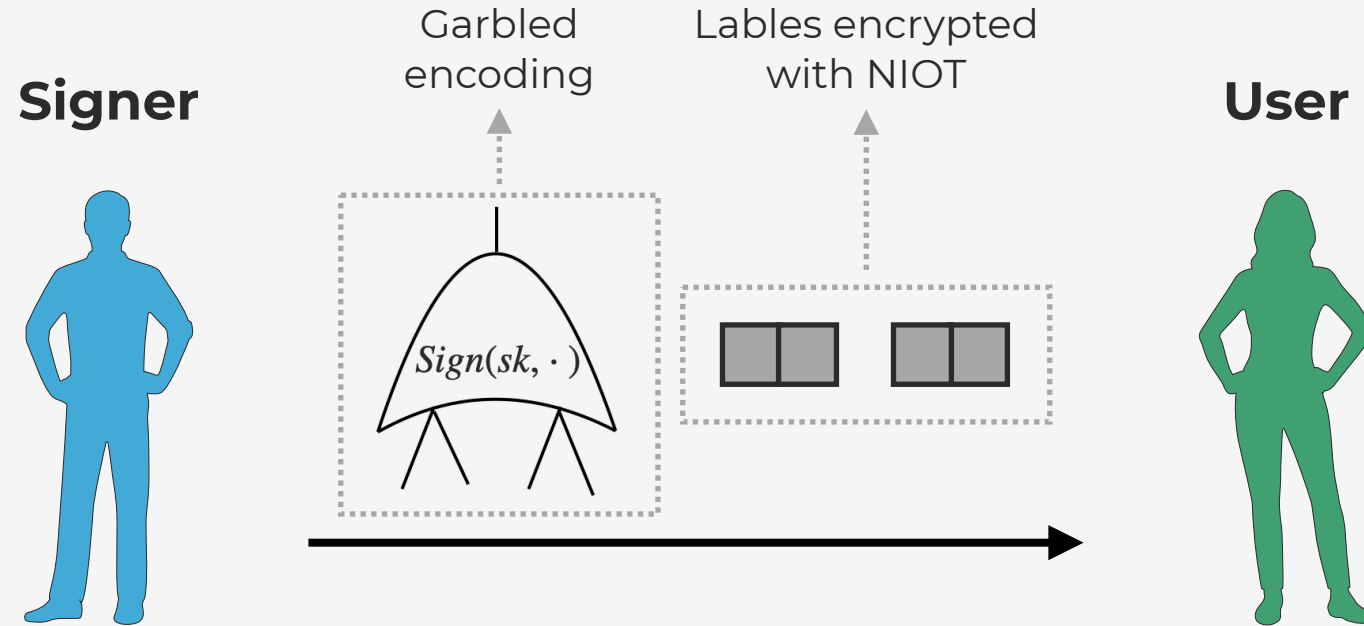 Signer
Garbled
encoding
Lables encrypted
with NIOT
User
Sign(sk, · )